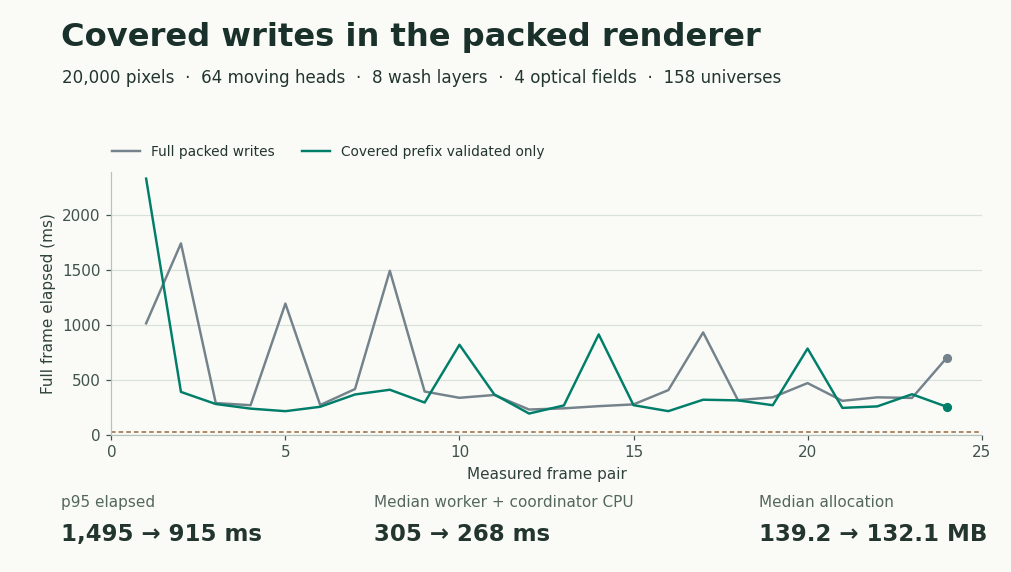 Covered writes in the packed renderer
20,000 pixels · 64 moving heads · 8 wash layers · 4 optical fields · 158 universes
Full packed writes
Covered prefix validated only
Full frame elapsed (ms)
2000
1500
1000
500
0
0
5
10
15
20
25
Measured frame pair
p95 elapsed
1,495 → 915 ms
Median worker + coordinator CPU
305 → 268 ms
Median allocation
139.2 → 132.1 MB